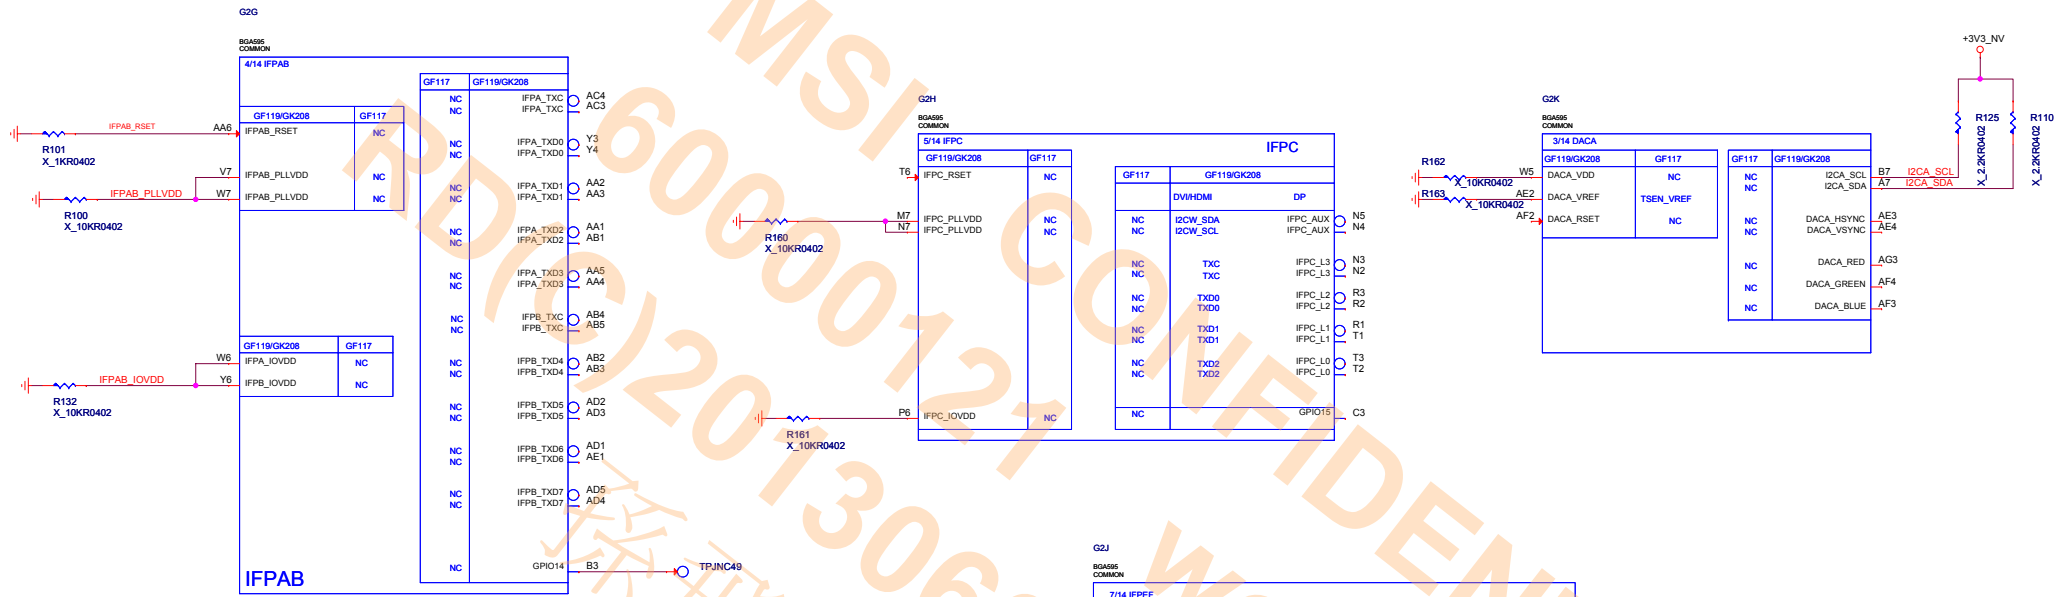 G2G
BGA595
COMMON
4/14 IFPAB
GF119/GK208 GF117
AA6 IFPAB_RSET NC
IFPAB_RSET
R101
X_1KR0402
V7 IFPAB_PLLVDD NC
W7 IFPAB_PLLVDD NC
IFPAB_PLLVDD
R100
X_10KR0402
GF119/GK208 GF117
W6 IFPA_IOVDD NC
Y6 IFPB_IOVDD NC
IFPAB_IOVDD
R132
X_10KR0402
GF117 GF119/GK208
NC IFPA_TXC AC4
NC IFPA_TXC AC3
NC IFPA_TXD0 Y3
NC IFPA_TXD0 Y4
NC IFPA_TXD1 AA2
NC IFPA_TXD1 AA3
NC IFPA_TXD2 AA1
NC IFPA_TXD2 AB1
NC IFPA_TXD3 AA5
NC IFPA_TXD3 AA4
NC IFPB_TXC AB4
NC IFPB_TXC AB5
NC IFPB_TXD4 AB2
NC IFPB_TXD4 AB3
NC IFPB_TXD5 AD2
NC IFPB_TXD5 AD3
NC IFPB_TXD6 AD1
NC IFPB_TXD6 AE1
NC IFPB_TXD7 AD5
NC IFPB_TXD7 AD4
NC GPIO14 B3
TPJNC49
IFPAB
G2H
BGA595
COMMON
5/14 IFPC
IFPC
GF119/GK208 GF117
T6 IFPC_RSET NC
M7 IFPC_PLLVDD NC
N7 IFPC_PLLVDD NC
R160
X_10KR0402
P6 IFPC_IOVDD NC
R161
X_10KR0402
GF117 GF119/GK208
DVI/HDMI DP
NC I2CW_SDA IFPC_AUX N5
NC I2CW_SCL IFPC_AUX N4
NC TXC IFPC_L3 N3
NC TXC IFPC_L3 N2
NC TXD0 IFPC_L2 R3
NC TXD0 IFPC_L2 R2
NC TXD1 IFPC_L1 R1
NC TXD1 IFPC_L1 T1
NC TXD2 IFPC_L0 T3
NC TXD2 IFPC_L0 T2
NC GPIO15 C3
G2K
BGA595
COMMON
3/14 DACA
GF119/GK208 GF117
W5 DACA_VDD NC
AE2 DACA_VREF TSEN_VREF
AF2 DACA_RSET NC
R162
X_10KR0402
R163
X_10KR0402
GF117 GF119/GK208
NC I2CA_SCL B7 I2CA_SCL
NC I2CA_SDA A7 I2CA_SDA
NC DACA_HSYNC AE3
NC DACA_VSYNC AE4
NC DACA_RED AG3
NC DACA_GREEN AF4
NC DACA_BLUE AF3
+3V3_NV
R125
X_2.2KR0402
R110
X_2.2KR0402
G2J
BGA595
COMMON
7/14 IFPEF
MSI CONFIDEN
60000121
RD(C)201306